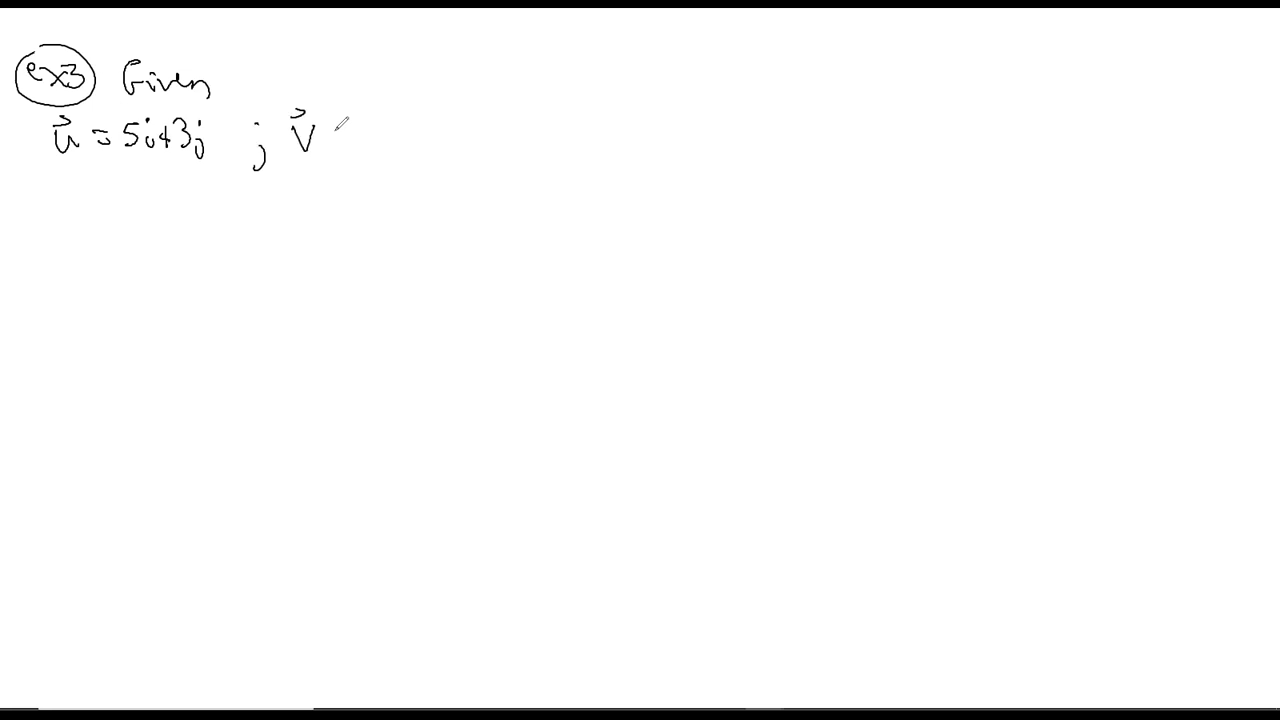 ex3 Given
u⃗ = 5i+3j ; v⃗